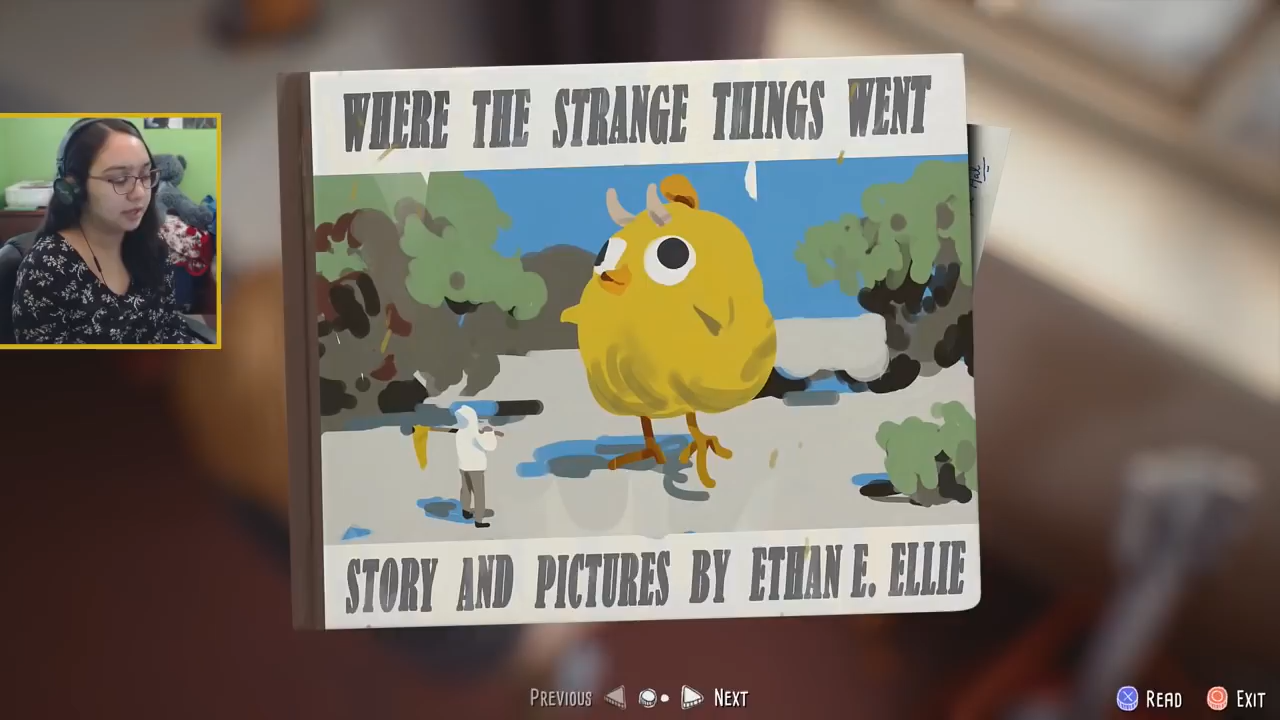 WHERE THE STRANGE THINGS WENT
STORY AND PICTURES BY ETHAN E. ELLIE
PREVIOUS NEXT
READ EXIT